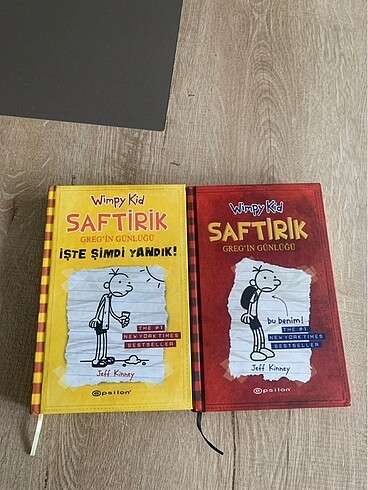 Wimpy Kid
SAFTİRİK
GREG'İN GÜNLÜĞÜ
İŞTE ŞİMDİ YANDIK!
THE #1
NEW YORK TIMES
BESTSELLER
Jeff Kinney
epsilon
Wimpy Kid
SAFTİRİK
GREG'İN GÜNLÜĞÜ
bu benim!
THE #1
NEW YORK TIMES
BESTSELLER
Jeff Kinney
epsilon